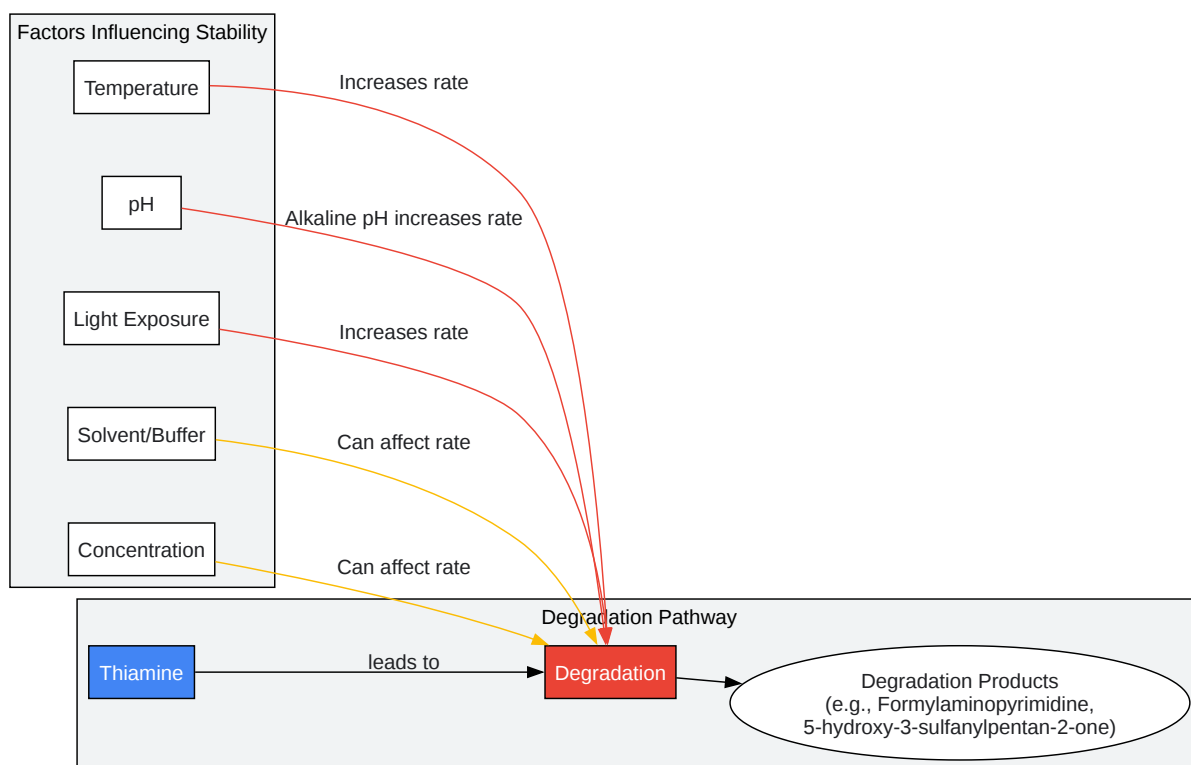 Factors Influencing Stability
Temperature
Increases rate
pH
Alkaline pH increases rate
Light Exposure
Increases rate
Solvent/Buffer
Can affect rate
Concentration
Can affect rate
Degradation Pathway
Thiamine
leads to
Degradation
Degradation Products
(e.g., Formylaminopyrimidine,
5-hydroxy-3-sulfanylpentan-2-one)